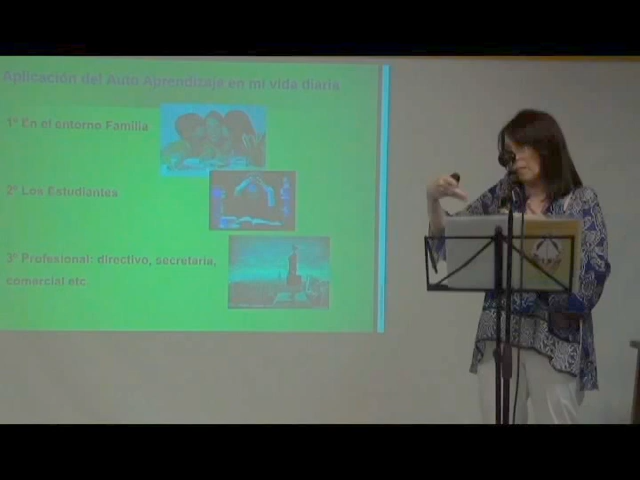 Aplicación del Auto Aprendizaje en mi vida diaria
1º En el entorno Familia
2º Los Estudiantes
3º Profesional: directivo, secretaria,
comercial etc